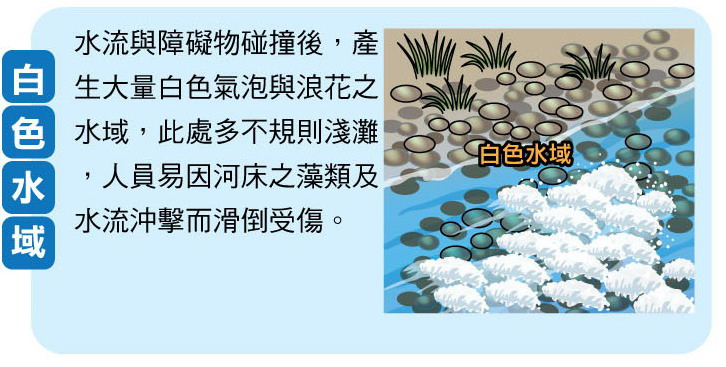 白色水域
水流與障礙物碰撞後，產
生大量白色氣泡與浪花之
水域，此處多不規則淺灘
，人員易因河床之藻類及
水流沖擊而滑倒受傷。
白色水域